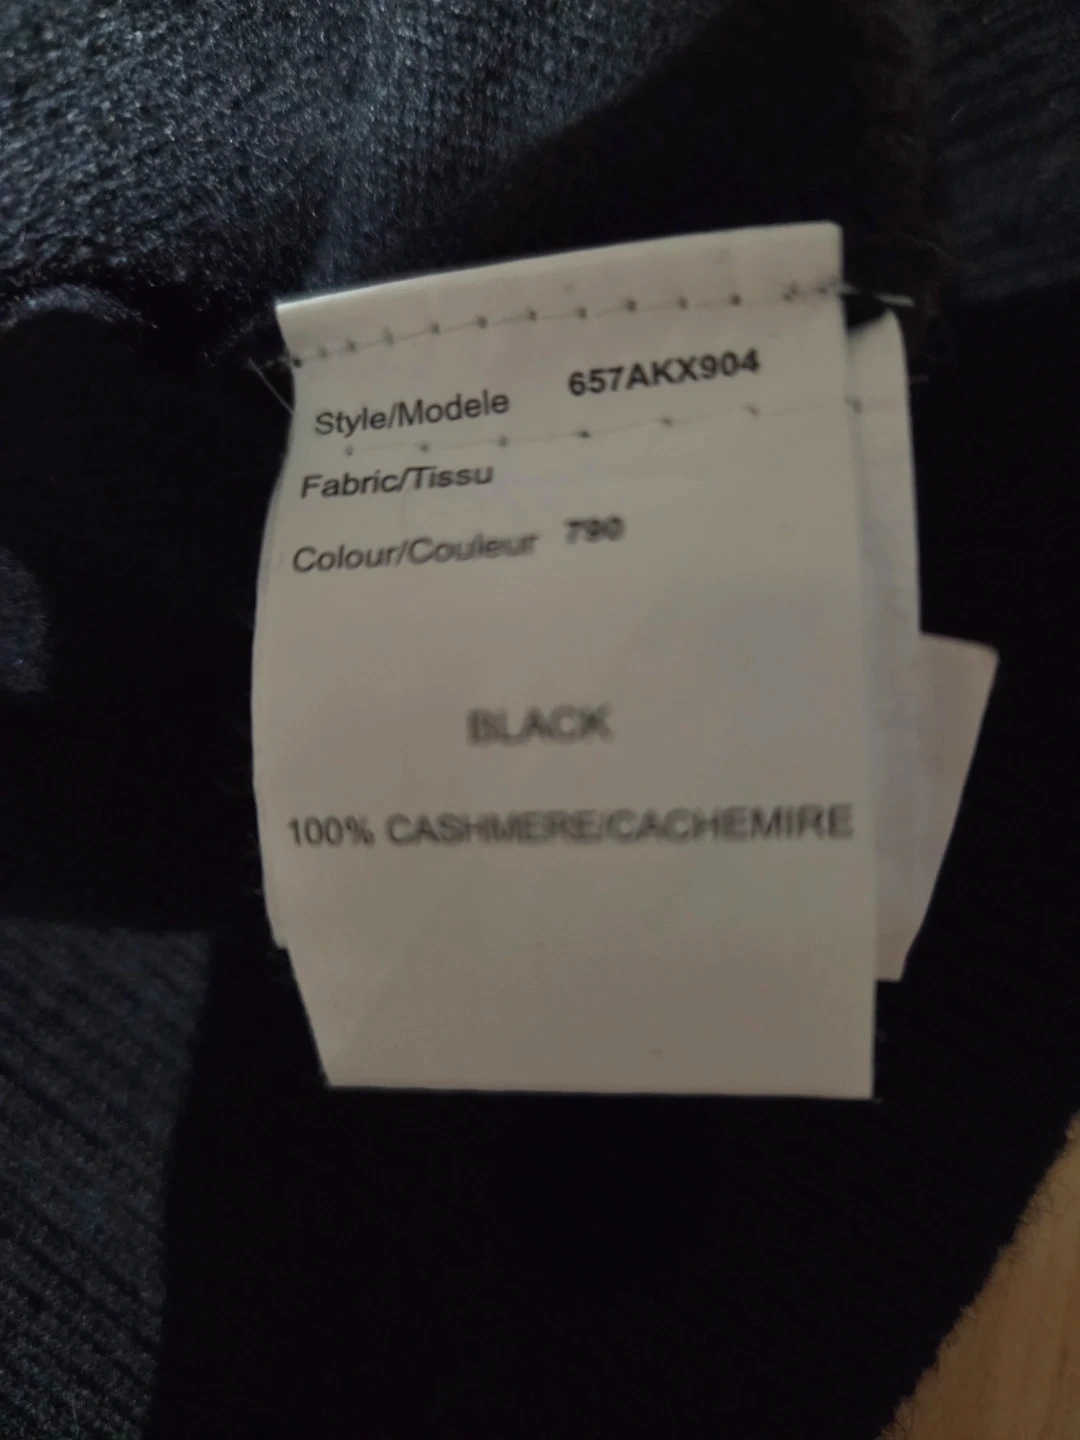 Style/Modele 657AKX904
Fabric/Tissu
Colour/Couleur 790
BLACK
100% CASHMERE/CACHEMIRE